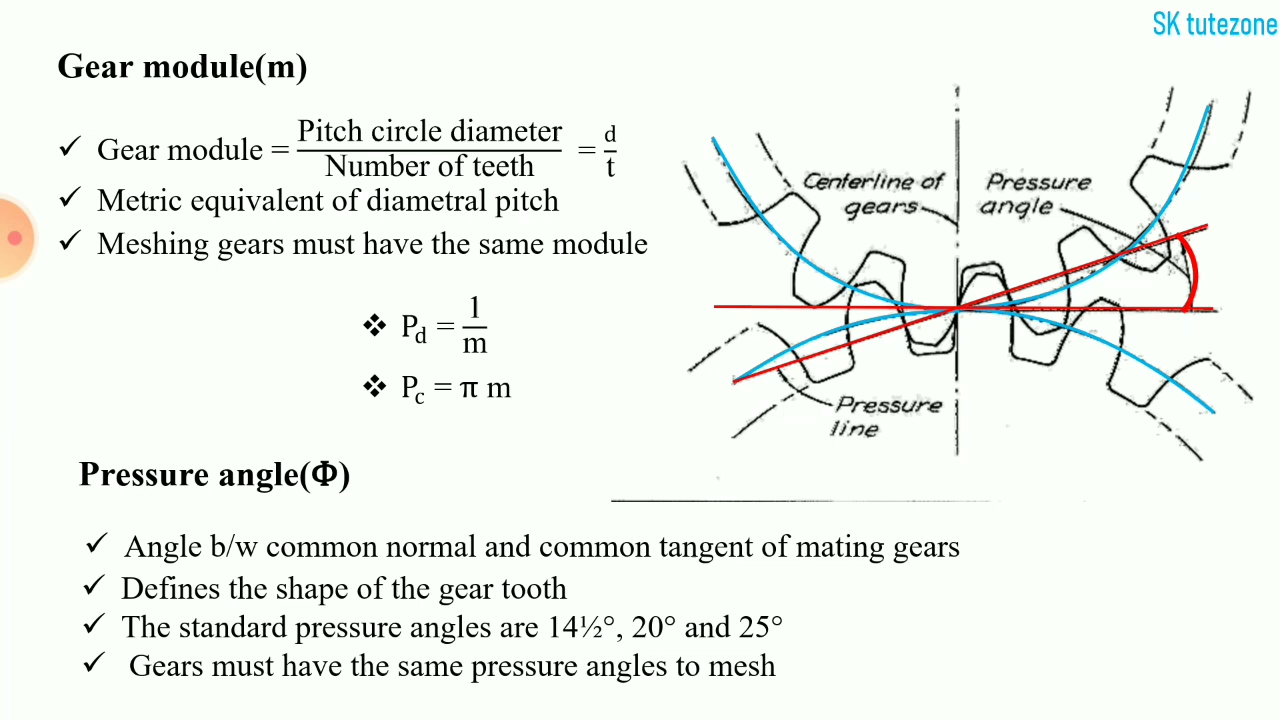 SK tutezone
Gear module(m)
✓ Gear module = Pitch circle diameter / Number of teeth = d / t
✓ Metric equivalent of diametral pitch
✓ Meshing gears must have the same module
❖ Pd = 1 / m
❖ Pc = π m
Centerline of
gears
Pressure
angle
Pressure
line
Pressure angle(Φ)
✓ Angle b/w common normal and common tangent of mating gears
✓ Defines the shape of the gear tooth
✓ The standard pressure angles are 14½°, 20° and 25°
✓ Gears must have the same pressure angles to mesh